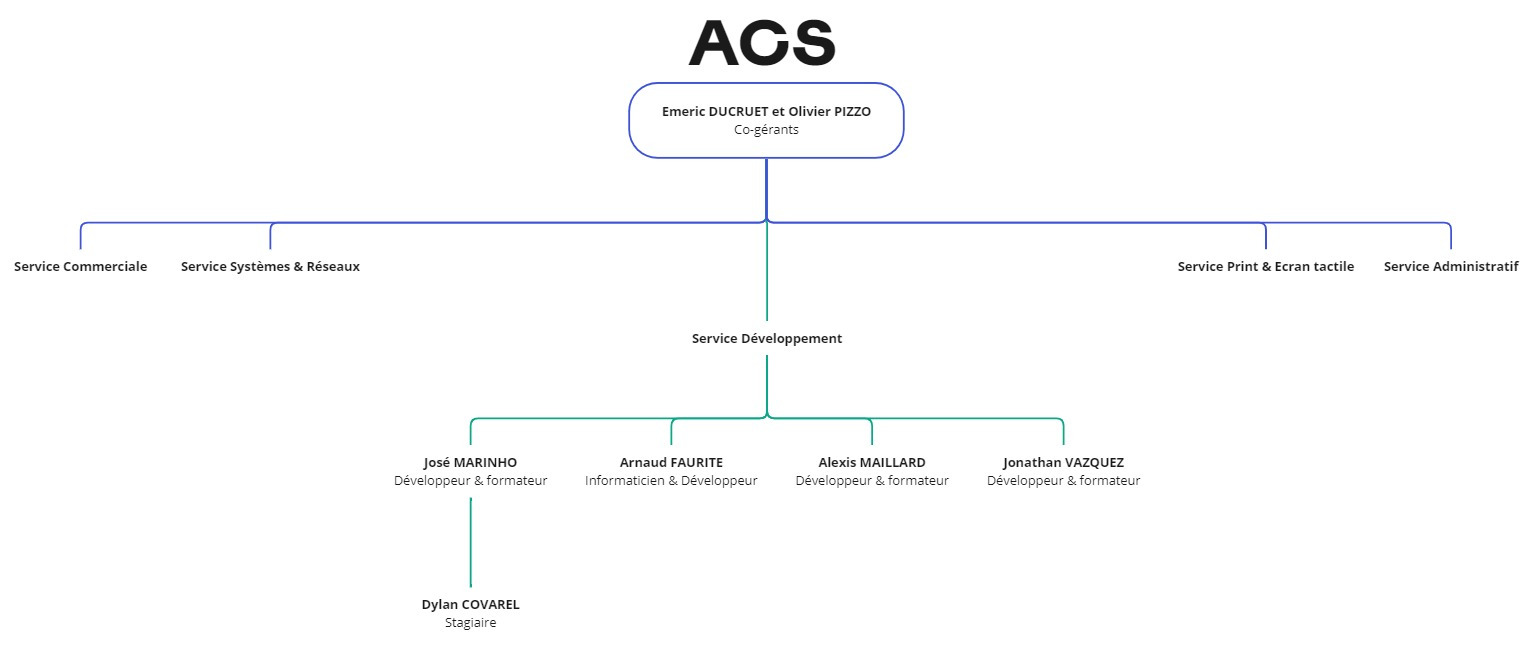 ACS
Emeric DUCRUET et Olivier PIZZO
Co-gérants
Service Commerciale
Service Systèmes & Réseaux
Service Print & Ecran tactile
Service Administratif
Service Développement
José MARINHO
Développeur & formateur
Arnaud FAURITE
Informaticien & Développeur
Alexis MAILLARD
Développeur & formateur
Jonathan VAZQUEZ
Développeur & formateur
Dylan COVAREL
Stagiaire